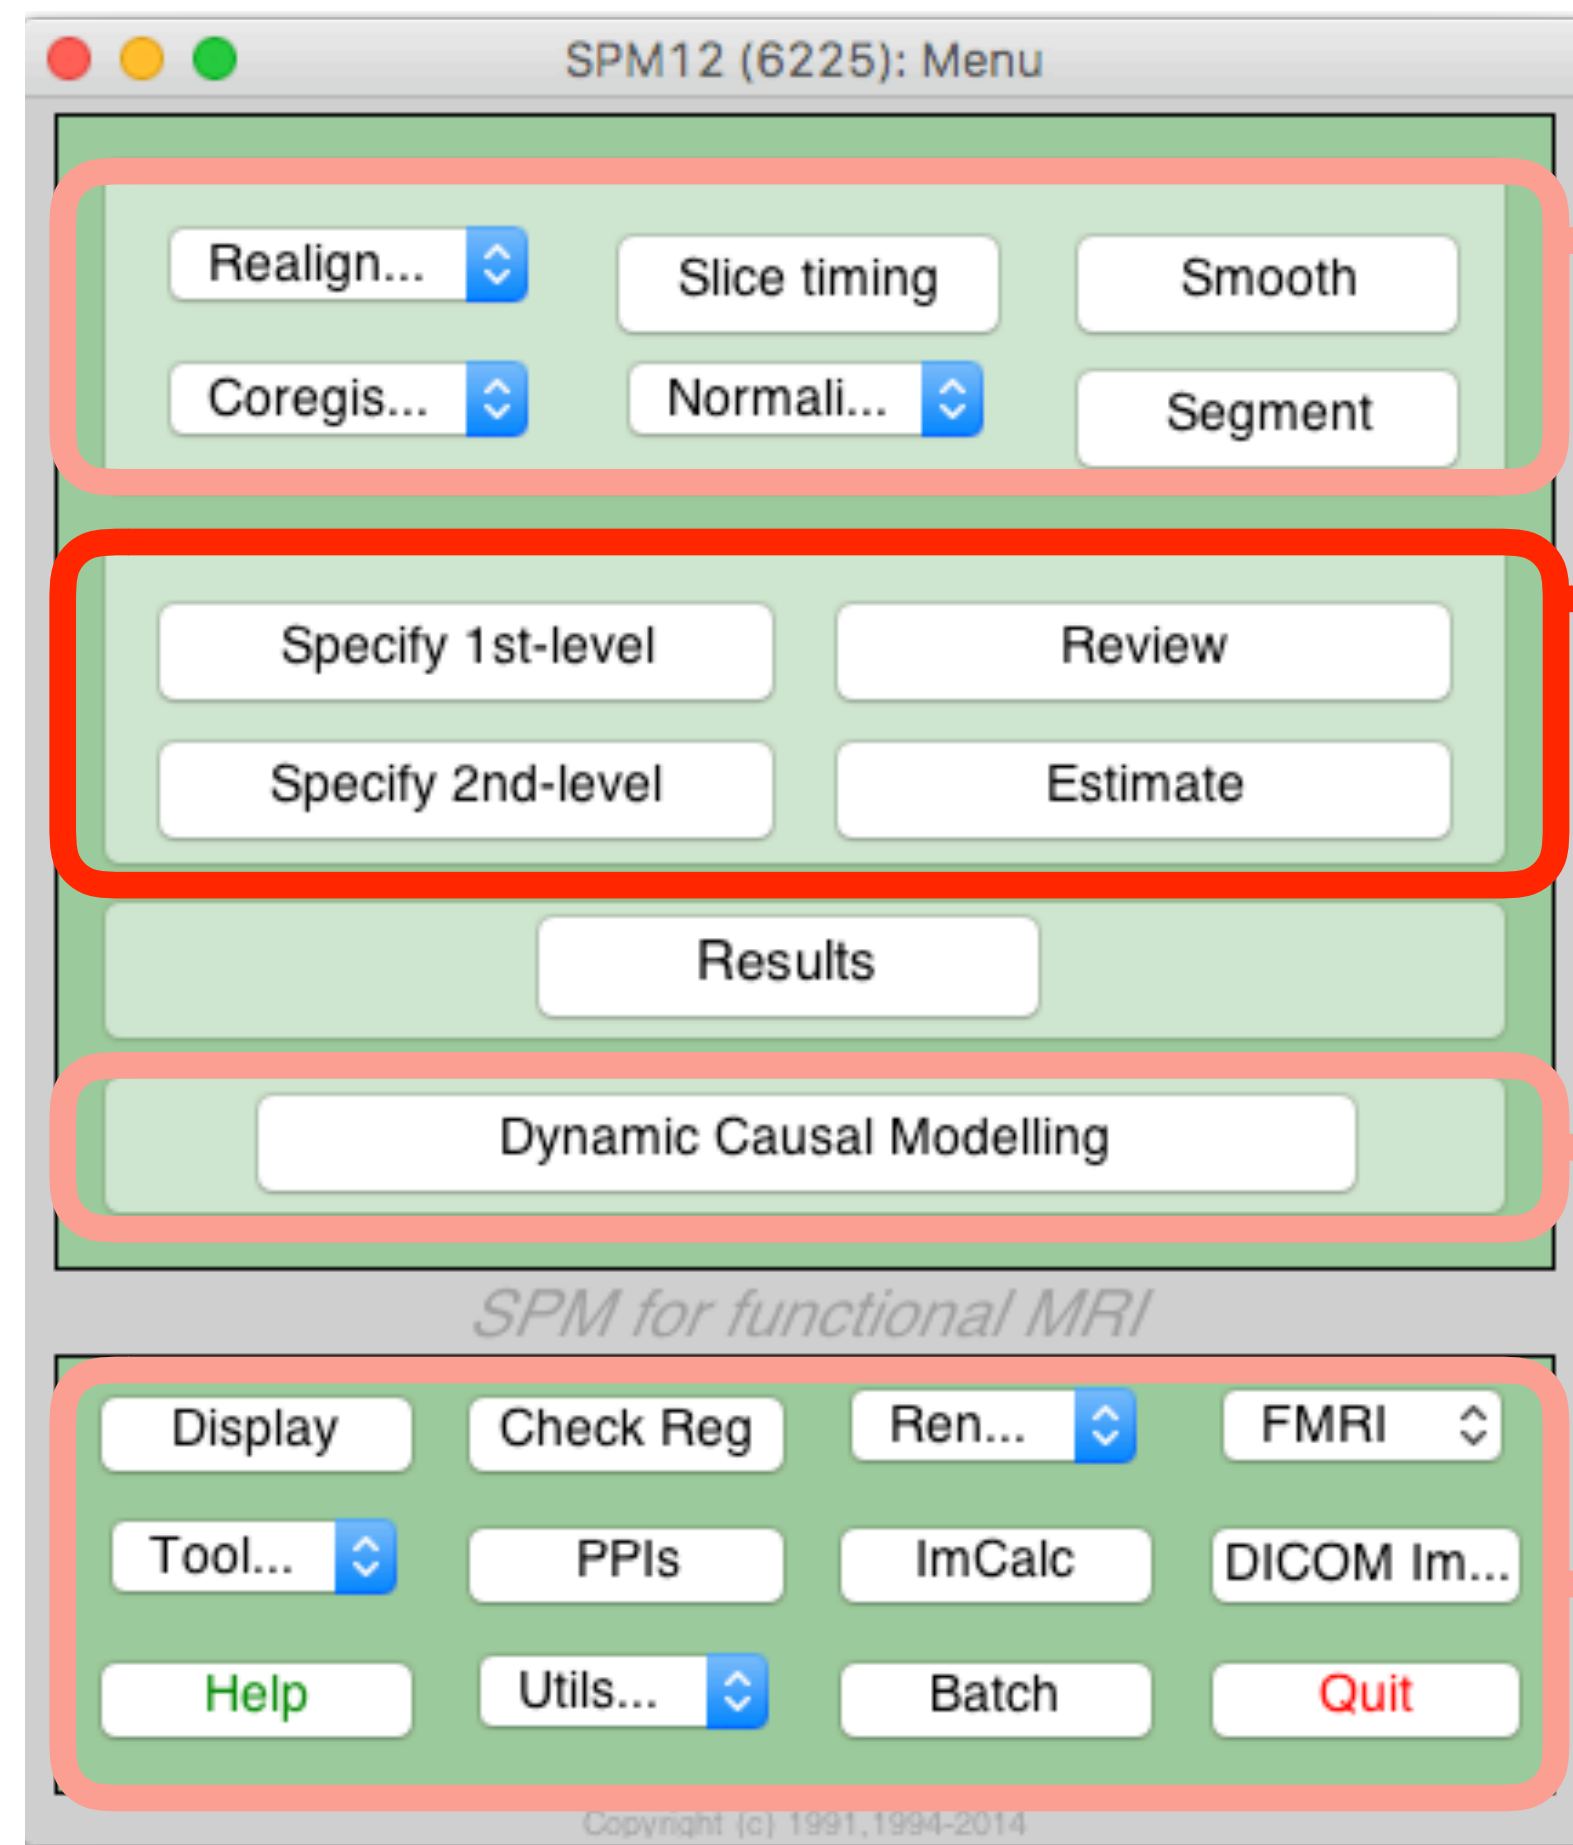 SPM12 (6225): Menu
Realign... Slice timing Smooth
Coregis... Normali... Segment
Specify 1st-level Review
Specify 2nd-level Estimate
Results
Dynamic Causal Modelling
SPM for functional MRI
Display Check Reg Ren... FMRI
Tool... PPIs ImCalc DICOM Im...
Help Utils... Batch Quit
Copyright (c) 1991,1994-2014